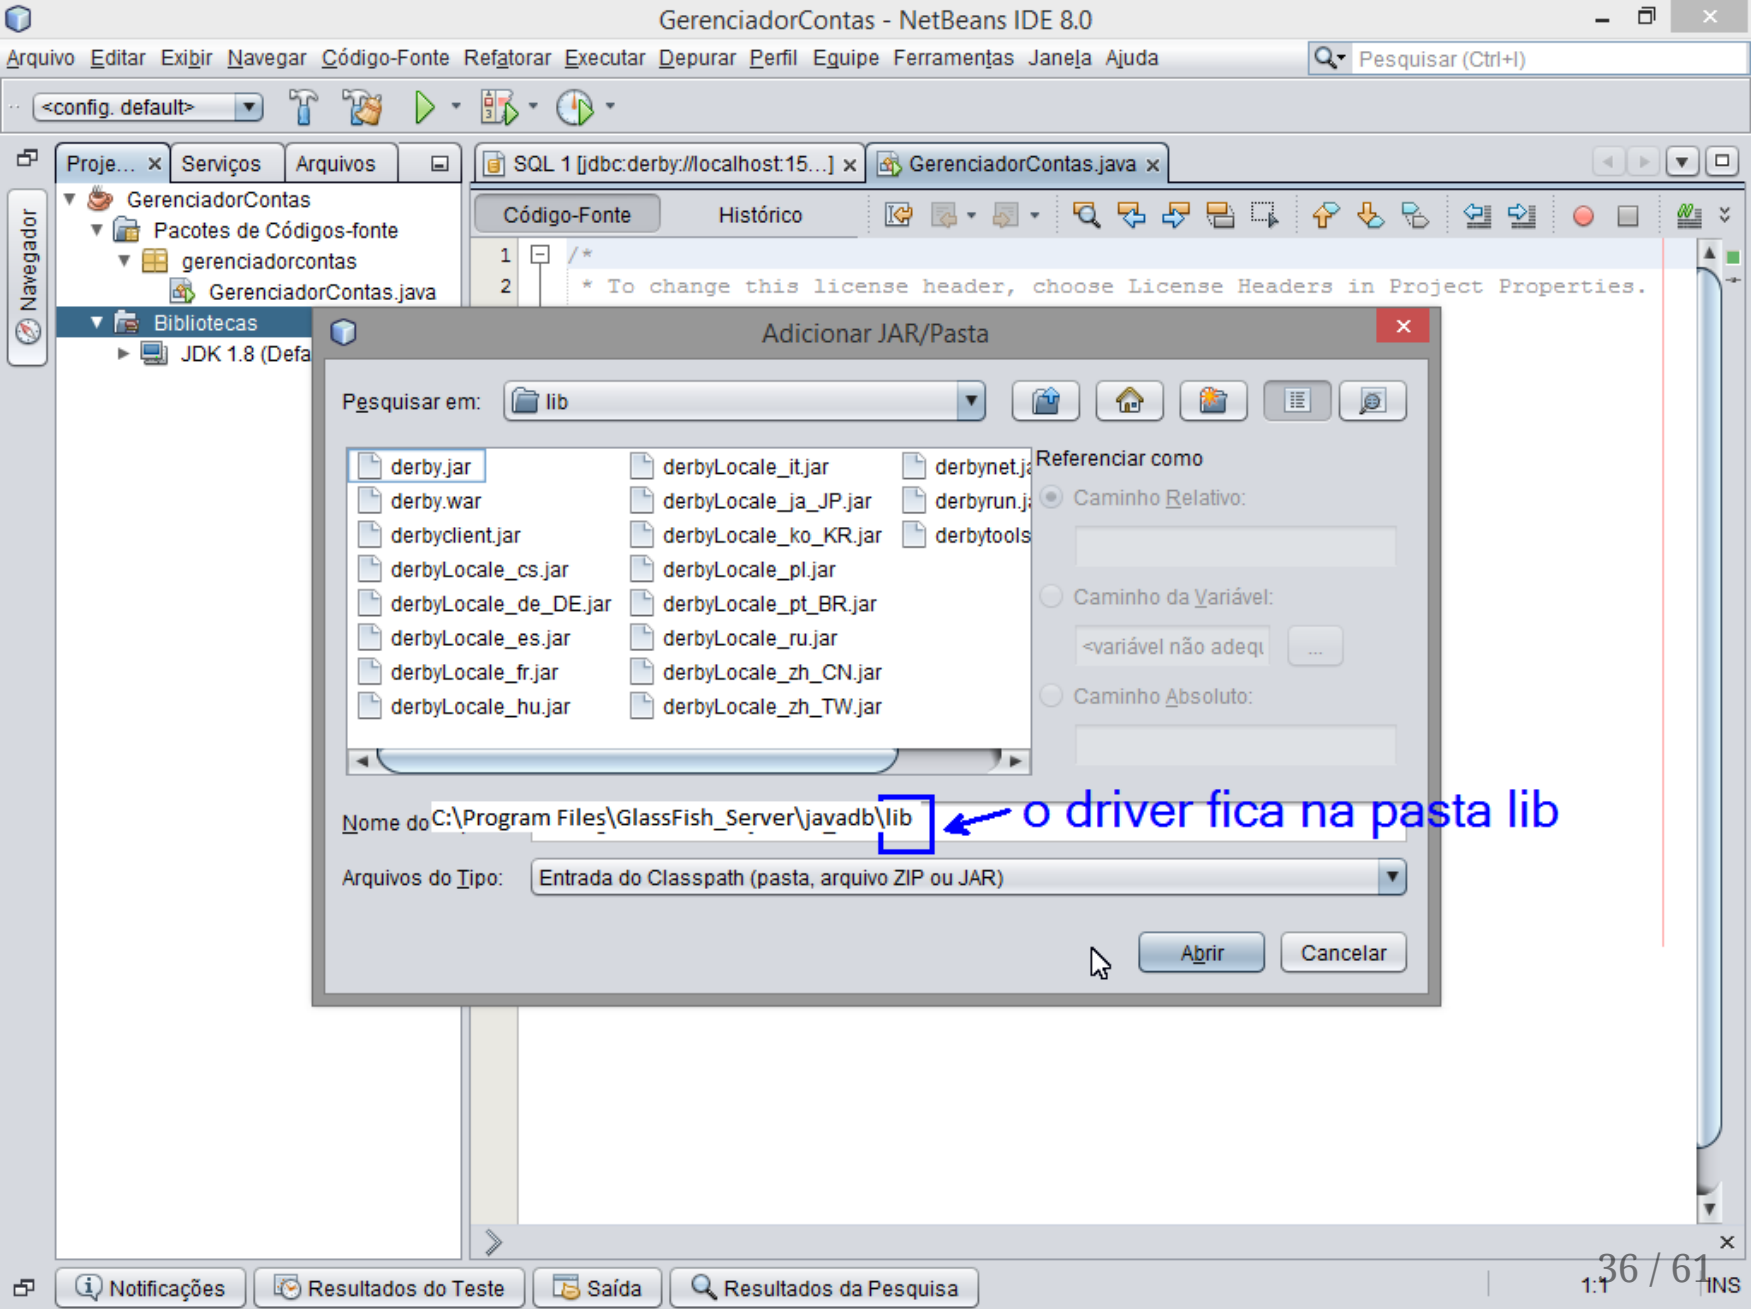 GerenciadorContas - NetBeans IDE 8.0
Arquivo Editar Exibir Navegar Código-Fonte Refatorar Executar Depurar Perfil Equipe Ferramentas Janela Ajuda
Pesquisar (Ctrl+I)
<config. default>
Proje... Serviços Arquivos
SQL 1 [jdbc:derby://localhost:15...] GerenciadorContas.java
Navegador
GerenciadorContas
Pacotes de Códigos-fonte
gerenciadorcontas
GerenciadorContas.java
Bibliotecas
JDK 1.8 (Defa
Código-Fonte Histórico
1 /*
2 * To change this license header, choose License Headers in Project Properties.
Adicionar JAR/Pasta
Pesquisar em: lib
derby.jar
derby.war
derbyclient.jar
derbyLocale_cs.jar
derbyLocale_de_DE.jar
derbyLocale_es.jar
derbyLocale_fr.jar
derbyLocale_hu.jar
derbyLocale_it.jar
derbyLocale_ja_JP.jar
derbyLocale_ko_KR.jar
derbyLocale_pl.jar
derbyLocale_pt_BR.jar
derbyLocale_ru.jar
derbyLocale_zh_CN.jar
derbyLocale_zh_TW.jar
derbynet.ja
derbyrun.ja
derbytools
Referenciar como
Caminho Relativo:
Caminho da Variável:
<variável não adequ
...
Caminho Absoluto:
Nome do C:\Program Files\GlassFish_Server\javadb\lib
o driver fica na pasta lib
Arquivos do Tipo: Entrada do Classpath (pasta, arquivo ZIP ou JAR)
Abrir Cancelar
Notificações Resultados do Teste Saída Resultados da Pesquisa
1:1 INS
36 / 61